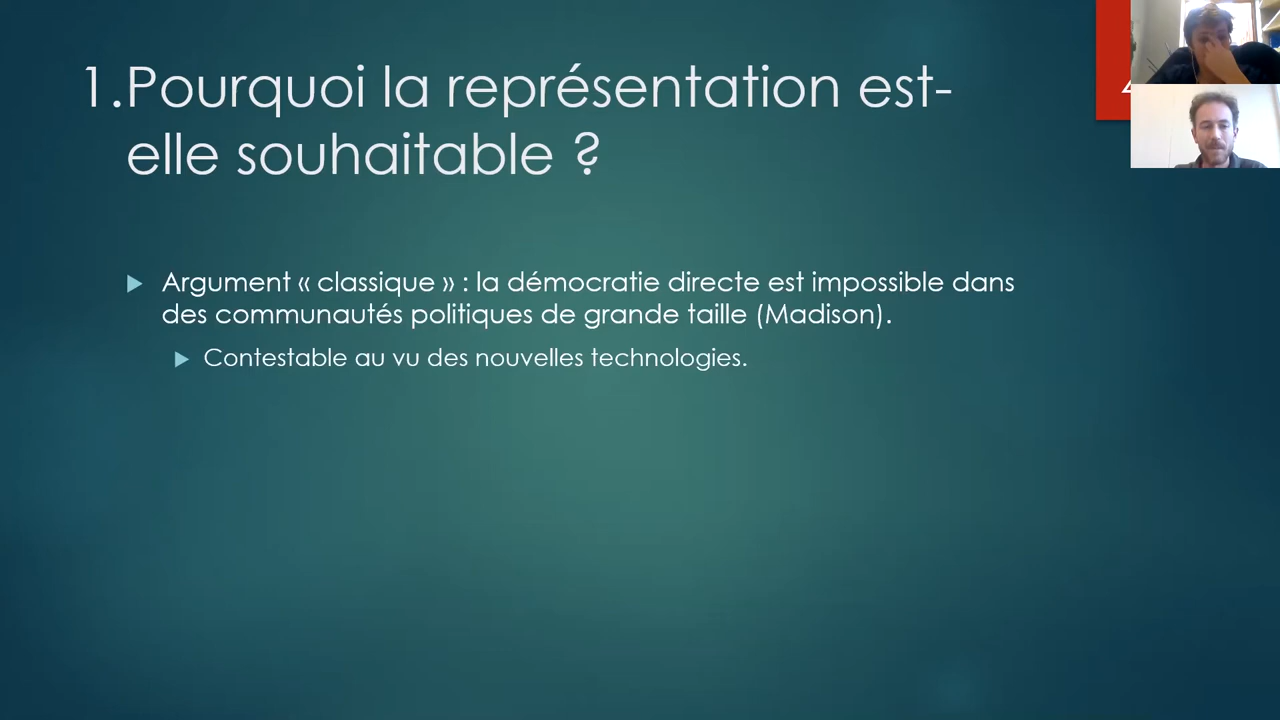 1.Pourquoi la représentation est-
elle souhaitable ?
Argument « classique » : la démocratie directe est impossible dans
des communautés politiques de grande taille (Madison).
Contestable au vu des nouvelles technologies.